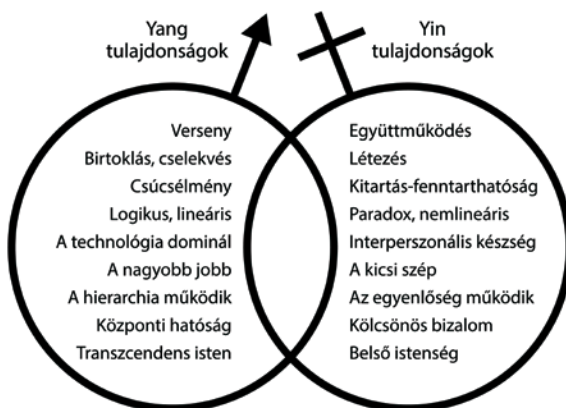 Yang
tulajdonságok
Yin
tulajdonságok
Verseny
Birtoklás, cselekvés
Csúcsélmény
Logikus, lineáris
A technológia dominál
A nagyobb jobb
A hierarchia működik
Központi hatóság
Transzcendens isten
Együttműködés
Létezés
Kitartás-fenntarthatóság
Paradox, nemlineáris
Interperszonális készség
A kicsi szép
Az egyenlőség működik
Kölcsönös bizalom
Belső istenség